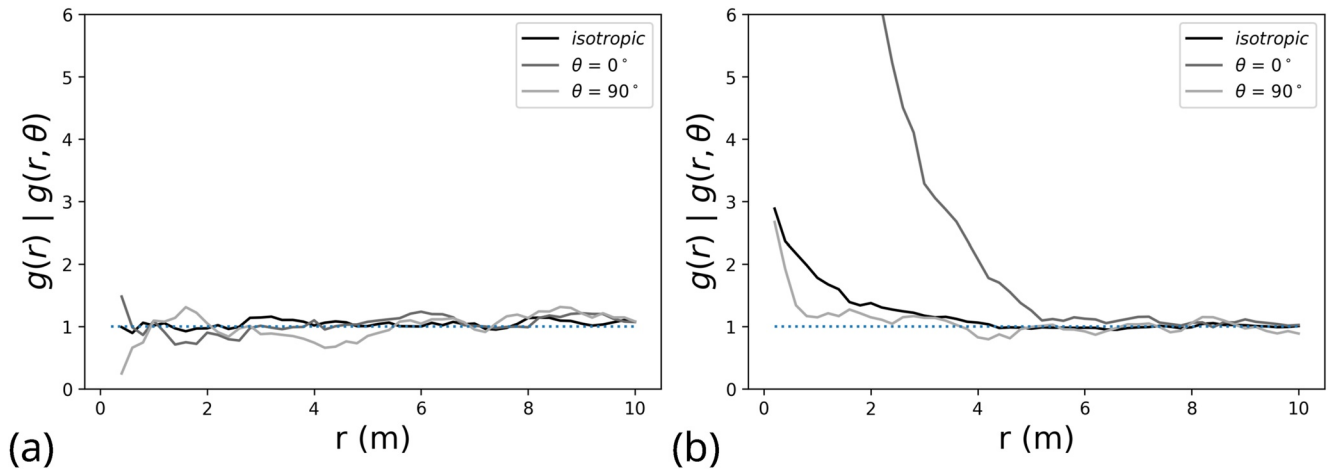 6
5
4
3
2
1
0
g(r) | g(r, θ)
isotropic
θ = 0°
θ = 90°
0 2 4 6 8 10
r (m)
(a)
6
5
4
3
2
1
0
g(r) | g(r, θ)
isotropic
θ = 0°
θ = 90°
0 2 4 6 8 10
r (m)
(b)